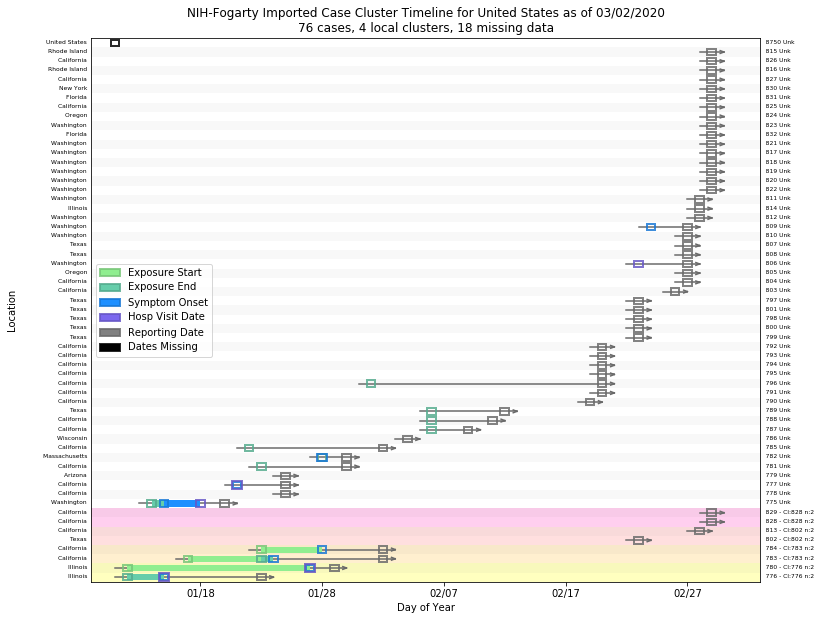 NIH-Fogarty Imported Case Cluster Timeline for United States as of 03/02/2020
76 cases, 4 local clusters, 18 missing data
United States 8750 Unk
Rhode Island 815 Unk
California 826 Unk
Rhode Island 816 Unk
California 827 Unk
New York 830 Unk
Florida 831 Unk
California 825 Unk
Oregon 824 Unk
Washington 823 Unk
Florida 832 Unk
Washington 821 Unk
Washington 817 Unk
Washington 818 Unk
Washington 819 Unk
Washington 820 Unk
Washington 822 Unk
Washington 811 Unk
Illinois 814 Unk
Washington 812 Unk
Washington 809 Unk
Washington 810 Unk
Texas 807 Unk
Texas 808 Unk
Washington 806 Unk
Oregon 805 Unk
California 804 Unk
California 803 Unk
Texas 797 Unk
Texas 801 Unk
Texas 798 Unk
Texas 800 Unk
Texas 799 Unk
California 792 Unk
California 793 Unk
California 794 Unk
California 795 Unk
California 796 Unk
California 791 Unk
California 790 Unk
Texas 789 Unk
California 788 Unk
California 787 Unk
Wisconsin 786 Unk
California 785 Unk
Massachusetts 782 Unk
California 781 Unk
Arizona 779 Unk
California 777 Unk
California 778 Unk
Washington 775 Unk
California 829 - Cl:828 n:2
California 828 - Cl:828 n:2
California 813 - Cl:802 n:2
Texas 802 - Cl:802 n:2
California 784 - Cl:783 n:2
California 783 - Cl:783 n:2
Illinois 780 - Cl:776 n:2
Illinois 776 - Cl:776 n:2
Exposure Start
Exposure End
Symptom Onset
Hosp Visit Date
Reporting Date
Dates Missing
Location
01/18 01/28 02/07 02/17 02/27
Day of Year